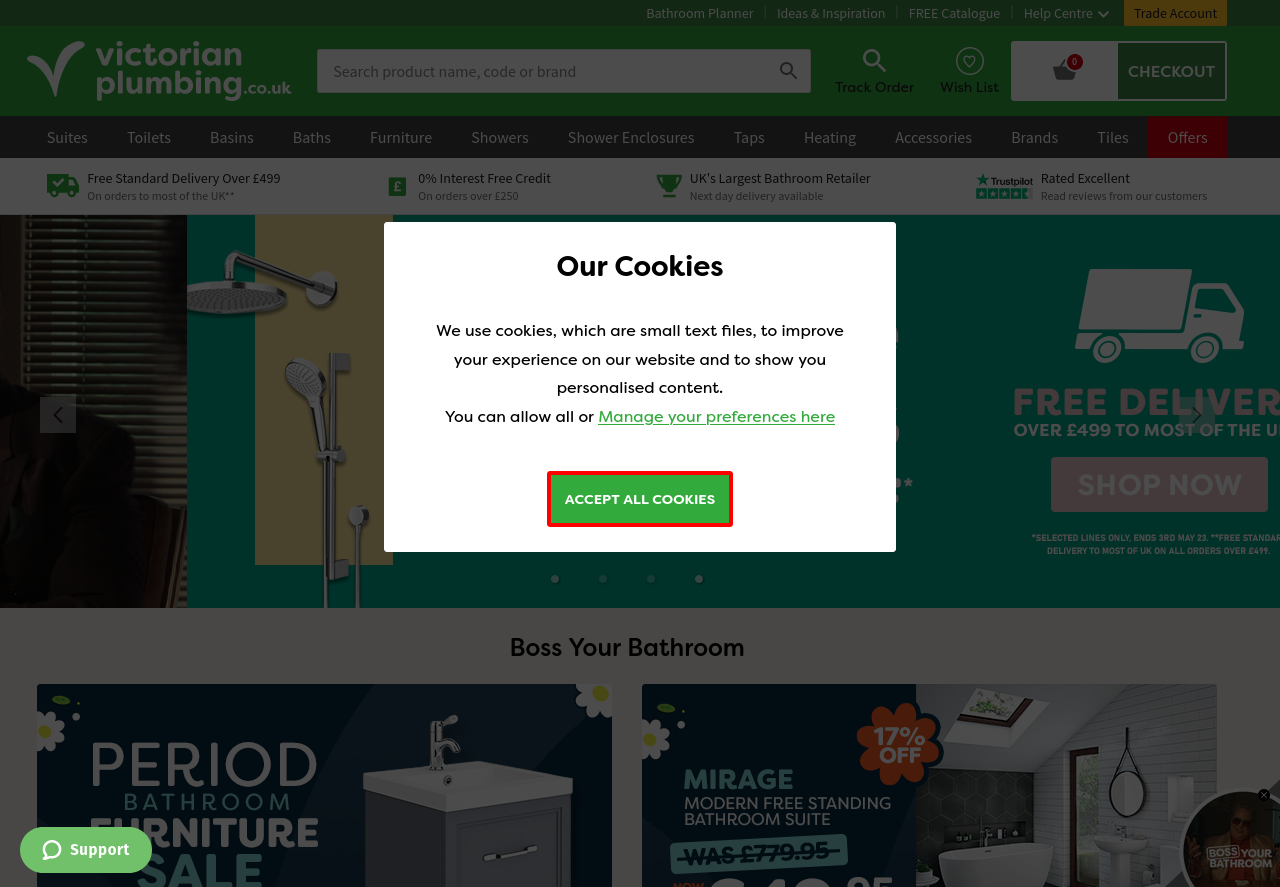 Bathroom Planner
Ideas & Inspiration
FREE Catalogue
Help Centre
Trade Account
victorian
plumbing.co.uk
Search product name, code or brand
Track Order
Wish List
0
CHECKOUT
Suites
Toilets
Basins
Baths
Furniture
Showers
Shower Enclosures
Taps
Heating
Accessories
Brands
Tiles
Offers
Free Standard Delivery Over £499
On orders to most of the UK**
£
0% Interest Free Credit
On orders over £250
UK's Largest Bathroom Retailer
Next day delivery available
Trustpilot
Rated Excellent
Read reviews from our customers
Our Cookies
We use cookies, which are small text files, to improve
your experience on our website and to show you
personalised content.
You can allow all or Manage your preferences here
ACCEPT ALL COOKIES
FREE DELIVER
OVER £499 TO MOST OF THE U
SHOP NOW
*SELECTED LINES ONLY, ENDS 3RD MAY 23. **FREE STANDAR
DELIVERY TO MOST OF UK ON ALL ORDERS OVER £499.
Boss Your Bathroom
PERIOD
BATHROOM
FURNITURE
SALE
17%
OFF
MIRAGE
MODERN FREE STANDING
BATHROOM SUITE
WAS £779.95
NOW
.95
BOSS YOUR
BATHROOM
Support